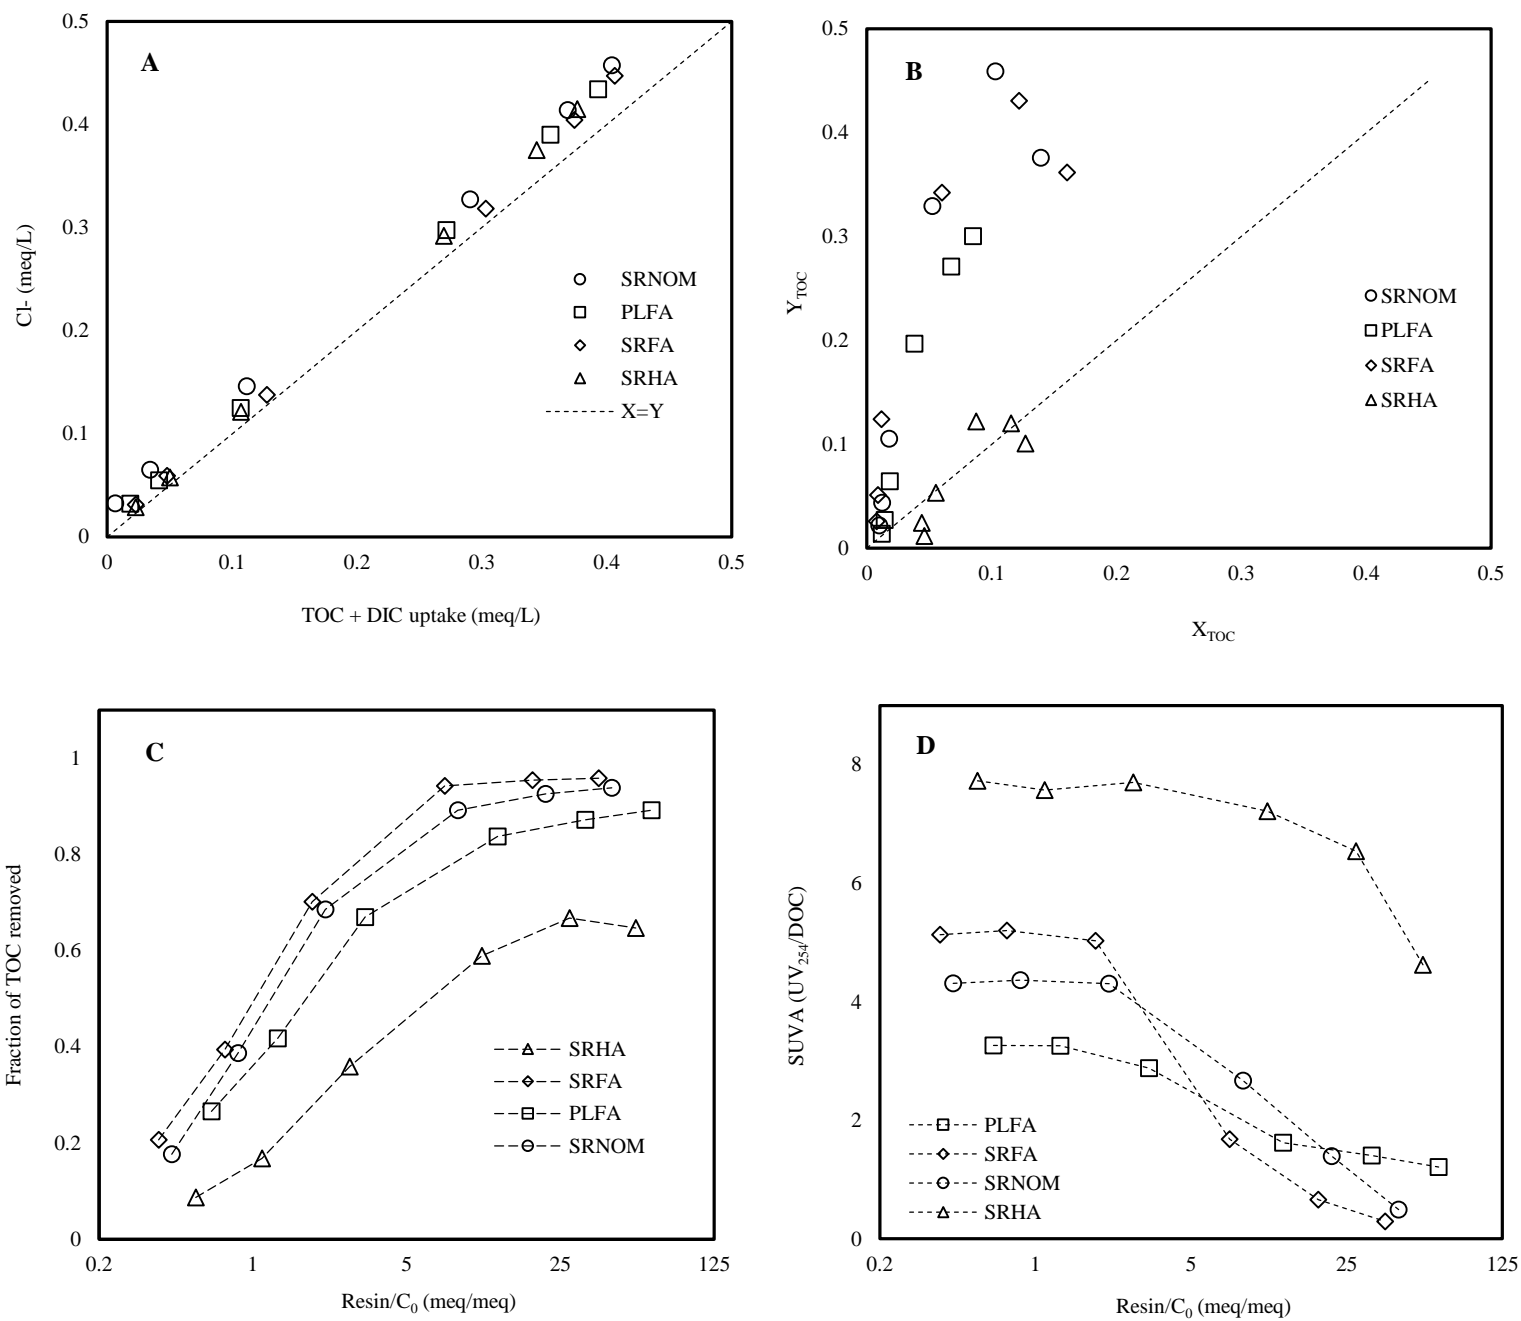 A
0.5
0.4
0.3
0.2
0.1
0
Cl- (meq/L)
SRNOM
PLFA
SRFA
SRHA
X=Y
0 0.1 0.2 0.3 0.4 0.5
TOC + DIC uptake (meq/L)
B
0.5
0.4
0.3
0.2
0.1
0
Y_TOC
SRNOM
PLFA
SRFA
SRHA
0 0.1 0.2 0.3 0.4 0.5
X_TOC
C
1
0.8
0.6
0.4
0.2
0
Fraction of TOC removed
SRHA
SRFA
PLFA
SRNOM
0.2 1 5 25 125
Resin/C₀ (meq/meq)
D
8
6
4
2
0
SUVA (UV₂₅₄/DOC)
PLFA
SRFA
SRNOM
SRHA
0.2 1 5 25 125
Resin/C₀ (meq/meq)